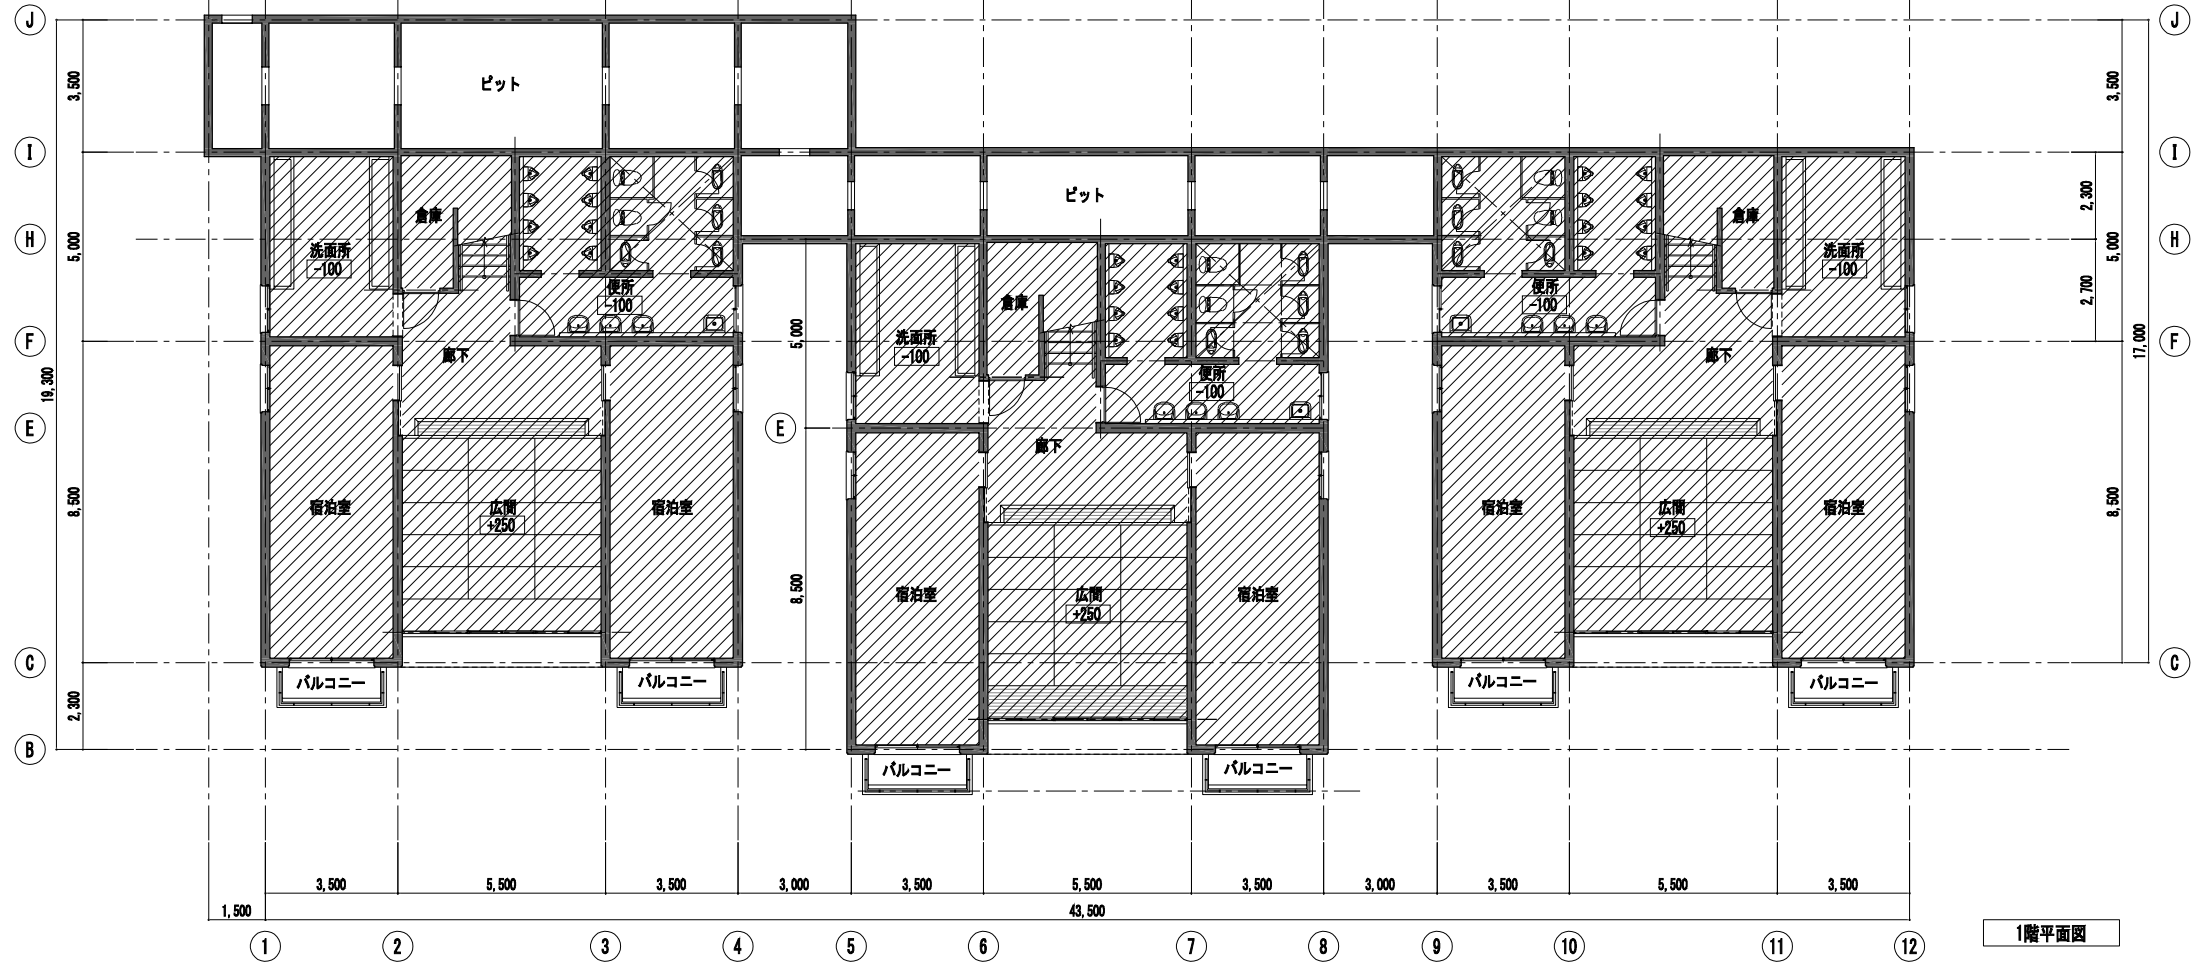 J
J
3,500
ピット
3,500
I
I
ピット
2,300
倉庫
倉庫
H
5,000
洗面所
-100
洗面所
-100
5,000
H
便所
-100
便所
-100
2,700
倉庫
F
5,000
洗面所
-100
F
廊下
廊下
17,000
19,300
便所
-100
E
E
廊下
8,500
宿泊室
広間
+250
宿泊室
宿泊室
広間
+250
宿泊室
8,500
8,500
宿泊室
広間
+250
宿泊室
C
C
バルコニー
バルコニー
バルコニー
バルコニー
2,300
B
バルコニー
バルコニー
3,500
5,500
3,500
3,000
3,500
5,500
3,500
3,000
3,500
5,500
3,500
1,500
43,500
1
2
3
4
5
6
7
8
9
10
11
12
1階平面図